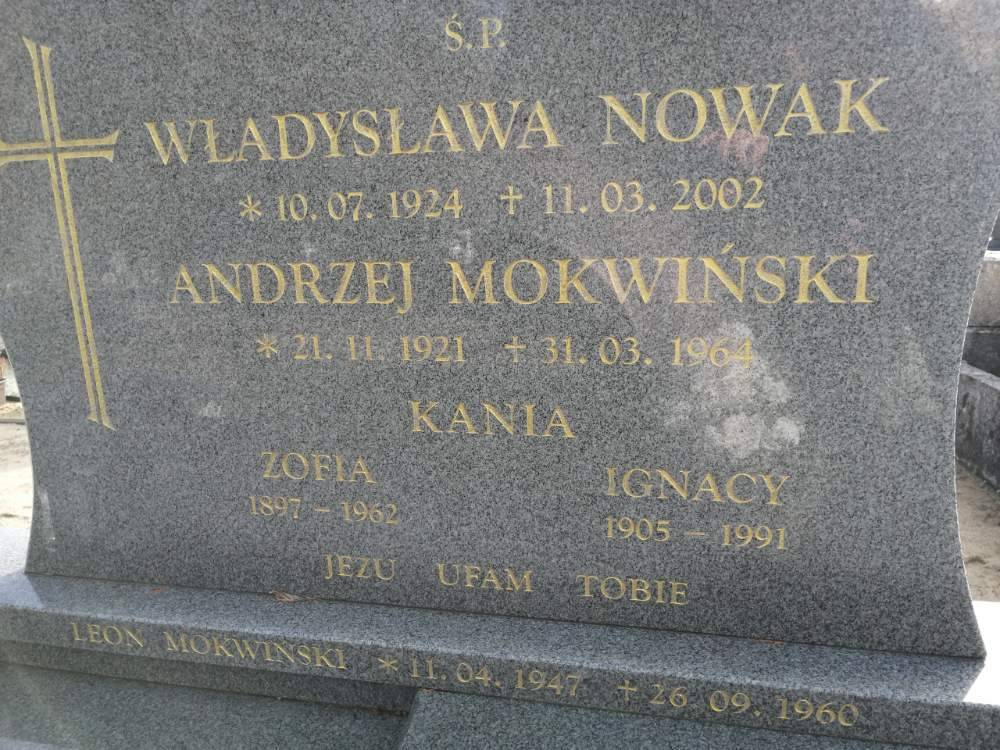 Ś.P.
WŁADYSŁAWA NOWAK
* 10. 07. 1924 † 11. 03. 2002
ANDRZEJ MOKWIŃSKI
* 21. 11. 1921 † 31. 03. 1964
KANIA
ZOFIA IGNACY
1897 – 1962 1905 – 1991
JEZU UFAM TOBIE
LEON MOKWIŃSKI * 11. 04. 1947 † 26 09. 1960